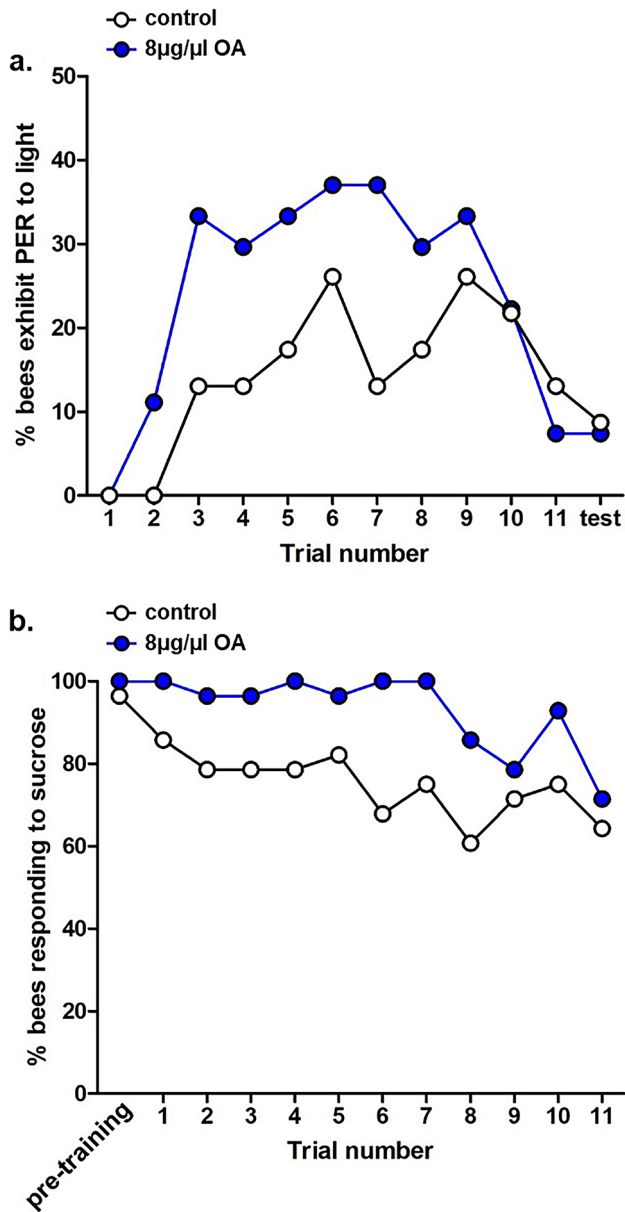 control
8µg/µl OA
a.
50
40
30
20
10
0
% bees exhibit PER to light
1 2 3 4 5 6 7 8 9 10 11 test
Trial number
control
8µg/µl OA
b.
100
80
60
40
20
0
% bees responding to sucrose
pre-training 1 2 3 4 5 6 7 8 9 10 11
Trial number